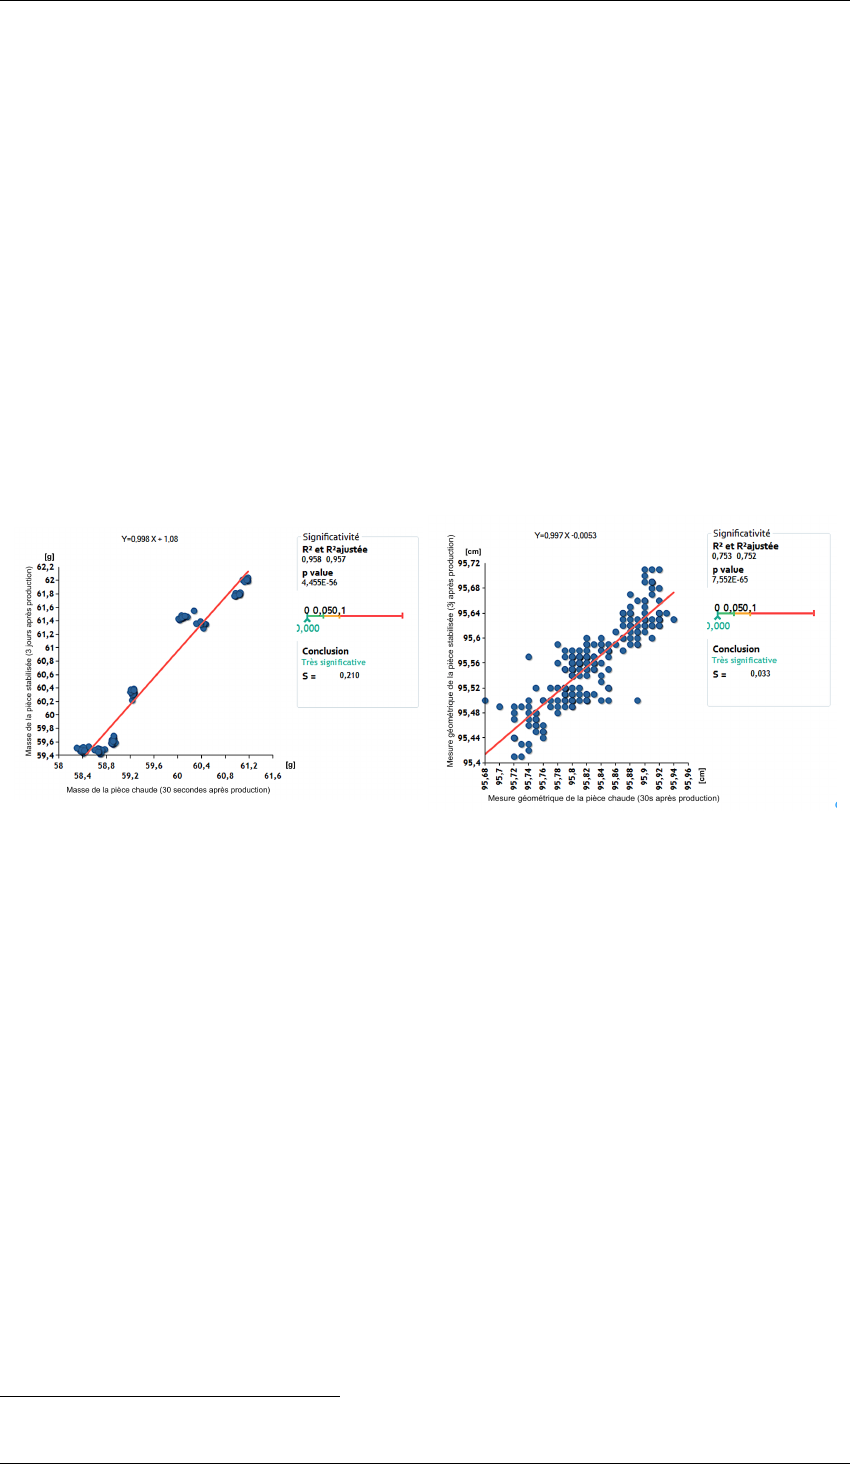 Y=0,998 X + 1,08
[g]
62,2
62
61,8
61,6
61,4
61,2
61
60,8
60,6
60,4
60,2
60
59,8
59,6
59,4
Masse de la pièce stabilisée (3 jours après production)
58 58,8 59,6 60,4 61,2 [g]
58,4 59,2 60 60,8 61,6
Masse de la pièce chaude (30 secondes après production)
Significativité
R² et R²ajustée
0,958 0,957
p value
4,455E-56
0 0,050,1
0,000
Conclusion
Très significative
S = 0,210
Y=0,997 X -0,0053
[cm]
95,72
95,68
95,64
95,6
95,56
95,52
95,48
95,44
95,4
Mesure géométrique de la pièce stabilisée (3j après production)
95,68 95,7 95,72 95,74 95,76 95,78 95,8 95,82 95,84 95,86 95,88 95,9 95,92 95,94 95,96 [cm]
Mesure géométrique de la pièce chaude (30s après production)
Significativité
R² et R²ajustée
0,753 0,752
p value
7,552E-65
0 0,050,1
0,000
Conclusion
Très significative
S = 0,033